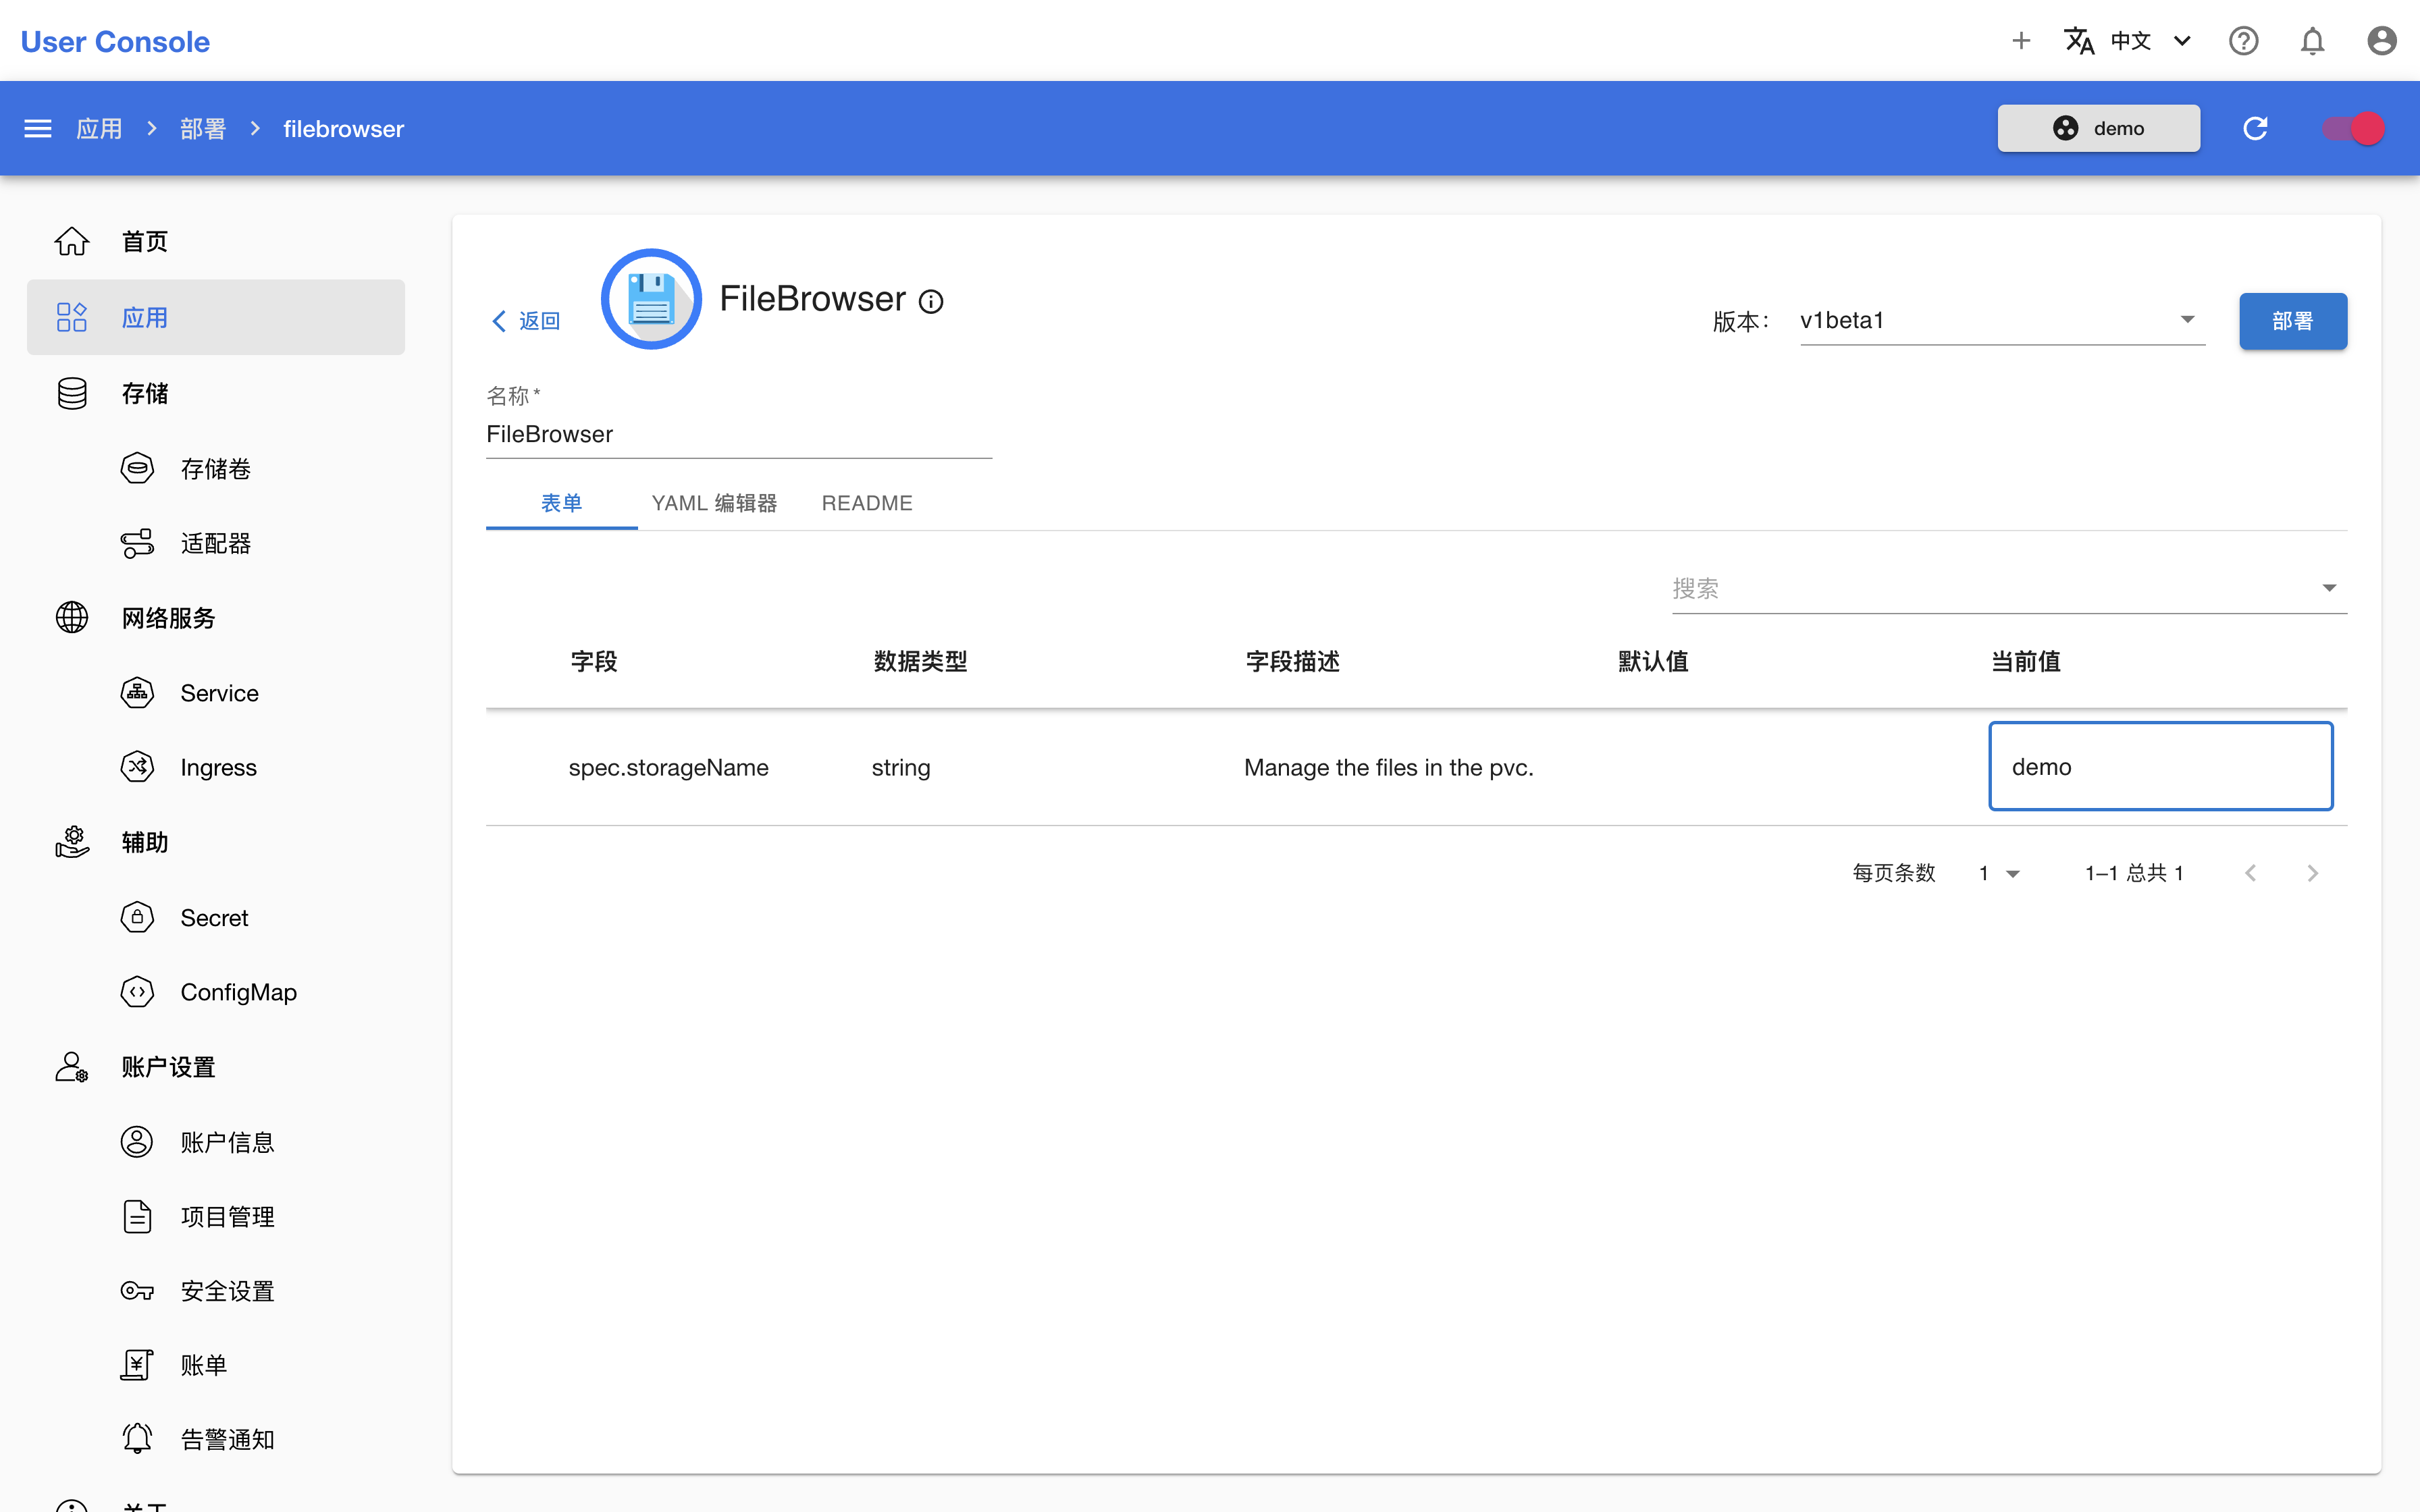 User Console
中文
应用 > 部署 > filebrowser
demo
首页
应用
存储
存储卷
适配器
网络服务
Service
Ingress
辅助
Secret
ConfigMap
账户设置
账户信息
项目管理
安全设置
账单
告警通知
关于
返回
FileBrowser
版本：
v1beta1
部署
名称 *
FileBrowser
表单 YAML 编辑器 README
搜索
字段 数据类型 字段描述 默认值 当前值
spec.storageName string Manage the files in the pvc. demo
每页条数 1 1–1 总共 1